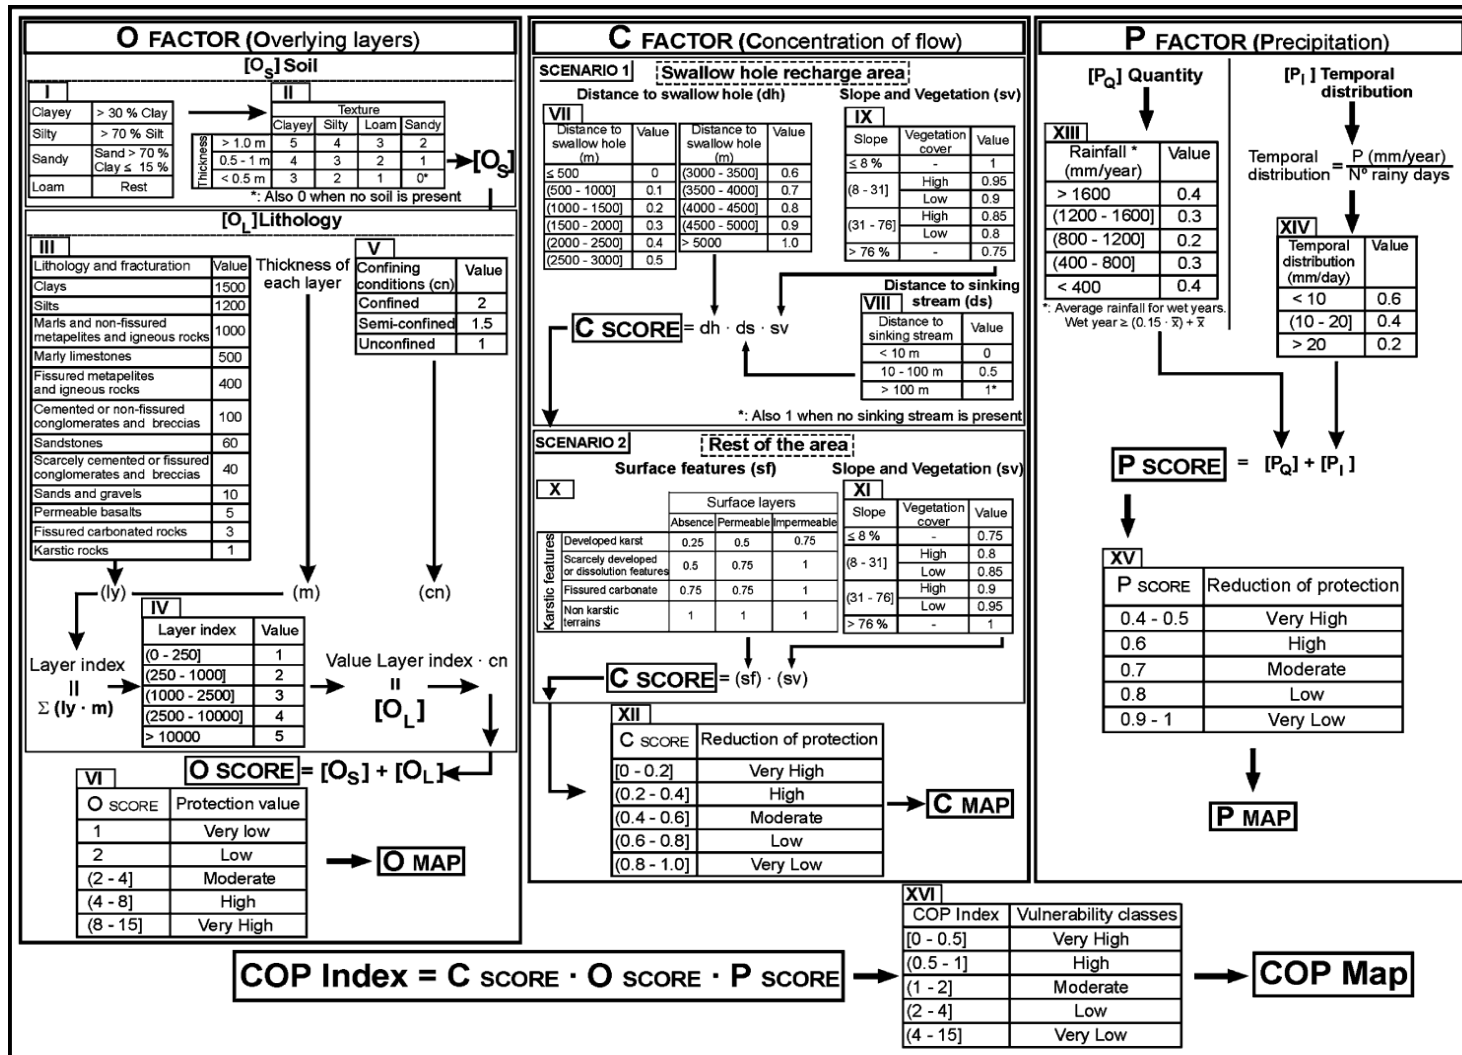 O FACTOR (Overlying layers)
[OS] Soil
I
Clayey > 30 % Clay
Silty > 70 % Silt
Sandy Sand > 70 % Clay ≤ 15 %
Loam Rest
II
Texture
Clayey Silty Loam Sandy
Thickness
> 1.0 m 5 4 3 2
0.5 - 1 m 4 3 2 1
< 0.5 m 3 2 1 0*
[OS]
*: Also 0 when no soil is present
[OL] Lithology
III
Lithology and fracturation Value
Clays 1500
Silts 1200
Marls and non-fissured metapelites and igneous rocks 1000
Marly limestones 500
Fissured metapelites and igneous rocks 400
Cemented or non-fissured conglomerates and breccias 100
Sandstones 60
Scarcely cemented or fissured conglomerates and breccias 40
Sands and gravels 10
Permeable basalts 5
Fissured carbonated rocks 3
Karstic rocks 1
Thickness of
each layer
V
Confining conditions (cn) Value
Confined 2
Semi-confined 1.5
Unconfined 1
(ly) (m) (cn)
IV
Layer index Value
(0 - 250] 1
(250 - 1000] 2
(1000 - 2500] 3
(2500 - 10000] 4
> 10000 5
Layer index
=
Σ (ly · m)
Value Layer index · cn
=
[OL]
O SCORE = [OS] + [OL]
VI
O SCORE Protection value
1 Very low
2 Low
(2 - 4] Moderate
(4 - 8] High
(8 - 15] Very High
O MAP
C FACTOR (Concentration of flow)
SCENARIO 1 Swallow hole recharge area
Distance to swallow hole (dh)
VII
Distance to swallow hole (m) Value Distance to swallow hole (m) Value
≤ 500 0 (3000 - 3500] 0.6
(500 - 1000] 0.1 (3500 - 4000] 0.7
(1000 - 1500] 0.2 (4000 - 4500] 0.8
(1500 - 2000] 0.3 (4500 - 5000] 0.9
(2000 - 2500] 0.4 > 5000 1.0
(2500 - 3000] 0.5
Slope and Vegetation (sv)
IX
Slope Vegetation cover Value
≤ 8 % - 1
(8 - 31] High 0.95
Low 0.9
(31 - 76] High 0.85
Low 0.8
> 76 % - 0.75
Distance to sinking
stream (ds)
VIII
Distance to sinking stream Value
< 10 m 0
10 - 100 m 0.5
> 100 m 1*
C SCORE = dh · ds · sv
*: Also 1 when no sinking stream is present
SCENARIO 2 Rest of the area
Surface features (sf)
X
Surface layers
Absence Permeable Impermeable
Karstic features
Developed karst 0.25 0.5 0.75
Scarcely developed or dissolution features 0.5 0.75 1
Fissured carbonate 0.75 0.75 1
Non karstic terrains 1 1 1
Slope and Vegetation (sv)
XI
Slope Vegetation cover Value
≤ 8 % - 0.75
(8 - 31] High 0.8
Low 0.85
(31 - 76] High 0.9
Low 0.95
> 76 % - 1
C SCORE = (sf) · (sv)
XII
C SCORE Reduction of protection
[0 - 0.2] Very High
(0.2 - 0.4] High
(0.4 - 0.6] Moderate
(0.6 - 0.8] Low
(0.8 - 1.0] Very Low
C MAP
P FACTOR (Precipitation)
[PQ] Quantity
XIII
Rainfall * (mm/year) Value
> 1600 0.4
(1200 - 1600] 0.3
(800 - 1200] 0.2
(400 - 800] 0.3
< 400 0.4
*: Average rainfall for wet years.
Wet year ≥ (0.15 · x̄) + x̄
[PI] Temporal
distribution
Temporal distribution = P (mm/year) / Nº rainy days
XIV
Temporal distribution (mm/day) Value
< 10 0.6
(10 - 20] 0.4
> 20 0.2
P SCORE = [PQ] + [PI]
XV
P SCORE Reduction of protection
0.4 - 0.5 Very High
0.6 High
0.7 Moderate
0.8 Low
0.9 - 1 Very Low
P MAP
COP Index = C SCORE · O SCORE · P SCORE
XVI
COP Index Vulnerability classes
[0 - 0.5] Very High
(0.5 - 1] High
(1 - 2] Moderate
(2 - 4] Low
(4 - 15] Very Low
COP Map